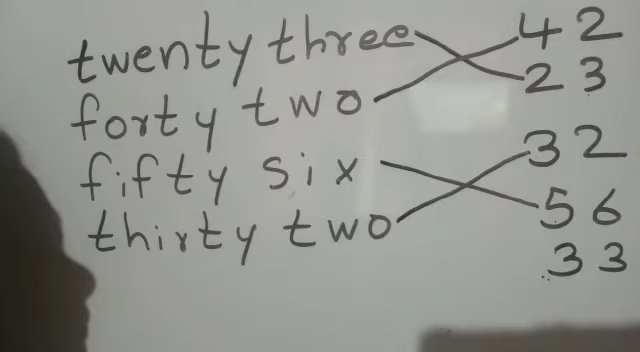 twenty three 42
forty two 23
fifty six 32
thirty two 56
33